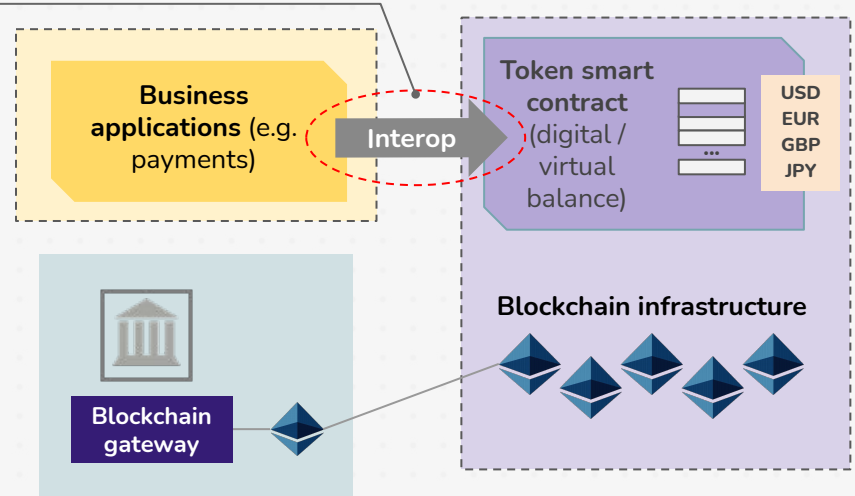 Business
applications (e.g.
payments)
Interop
Token smart
contract
(digital /
virtual
balance)
...
USD
EUR
GBP
JPY
Blockchain infrastructure
Blockchain
gateway